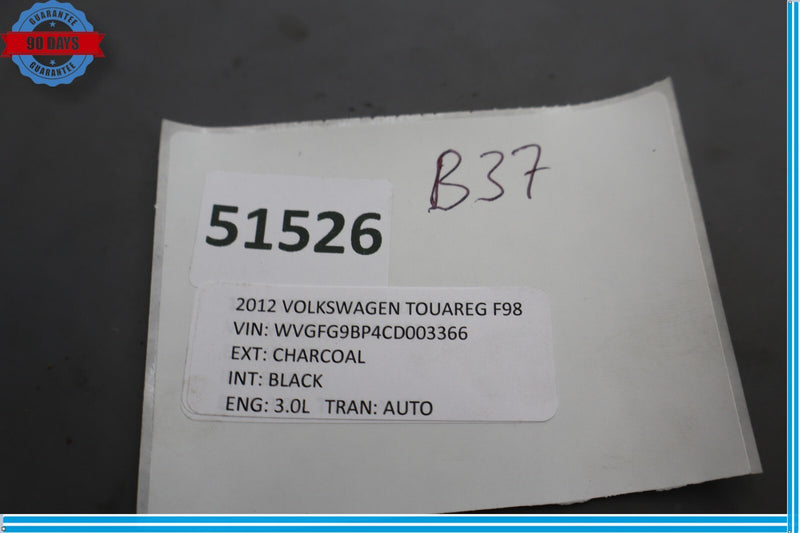 GUARANTEE
90 DAYS
GUARANTEE
B37
51526
2012 VOLKSWAGEN TOUAREG F98
VIN: WVGFG9BP4CD003366
EXT: CHARCOAL
INT: BLACK
ENG: 3.0L TRAN: AUTO